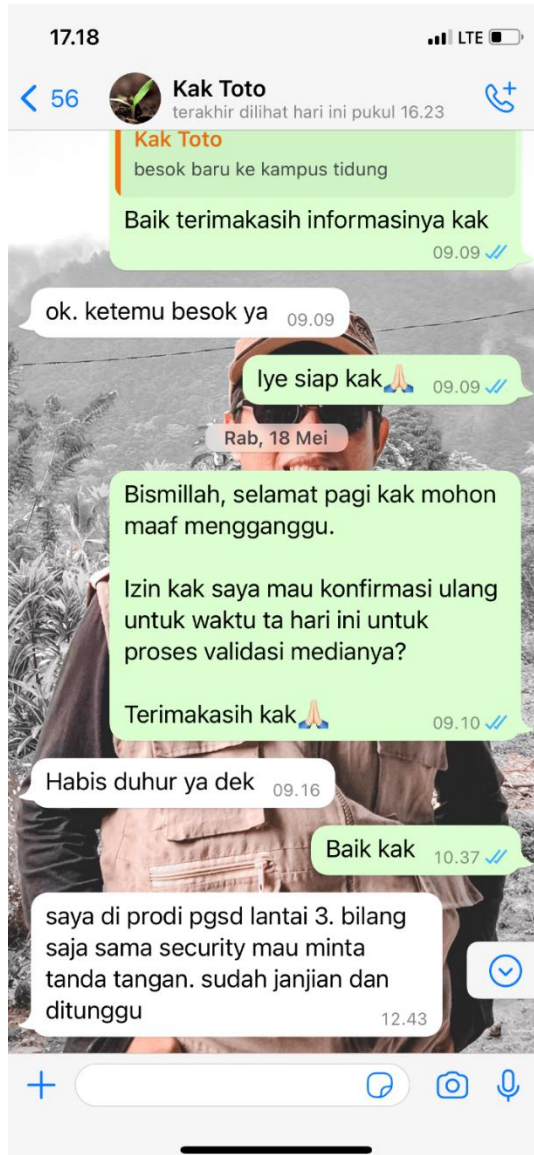 17.18
LTE
56
Kak Toto
terakhir dilihat hari ini pukul 16.23
Kak Toto
besok baru ke kampus tidung
Baik terimakasih informasinya kak
09.09
ok. ketemu besok ya
09.09
Iye siap kak🙏🏻
09.09
Rab, 18 Mei
Bismillah, selamat pagi kak mohon
maaf mengganggu.
Izin kak saya mau konfirmasi ulang
untuk waktu ta hari ini untuk
proses validasi medianya?
Terimakasih kak🙏🏻
09.10
Habis duhur ya dek
09.16
Baik kak
10.37
saya di prodi pgsd lantai 3. bilang
saja sama security mau minta
tanda tangan. sudah janjian dan
ditunggu
12.43